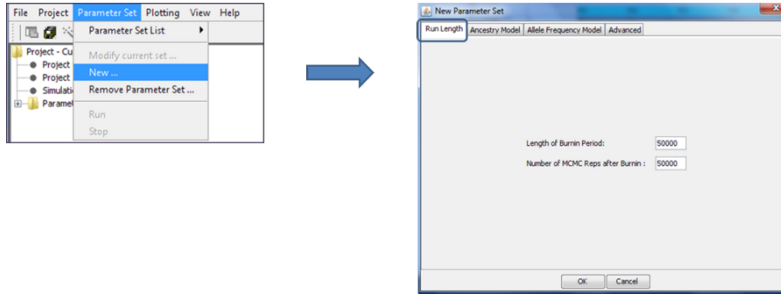 File Project Parameter Set Plotting View Help
Parameter Set List
Project - Cu
Modify current set ...
Project
New ...
Project
Simulati
Remove Parameter Set ...
Paramet
Run
Stop
New Parameter Set
Run Length Ancestry Model Allele Frequency Model Advanced
Length of Burnin Period: 50000
Number of MCMC Reps after Burnin : 50000
OK Cancel